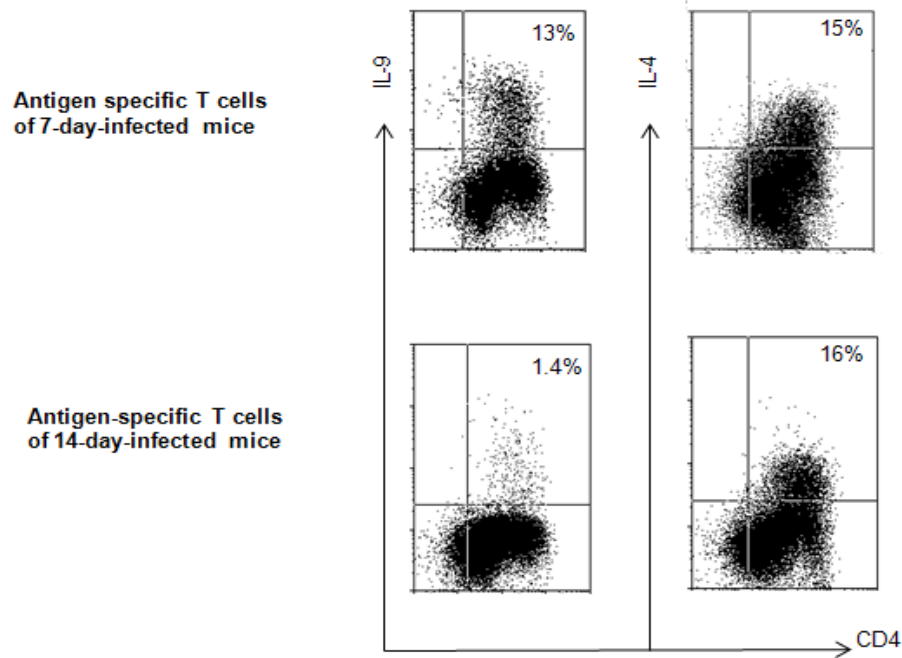 13%
15%
IL-9
IL-4
Antigen specific T cells
of 7-day-infected mice
1.4%
16%
Antigen-specific T cells
of 14-day-infected mice
CD4